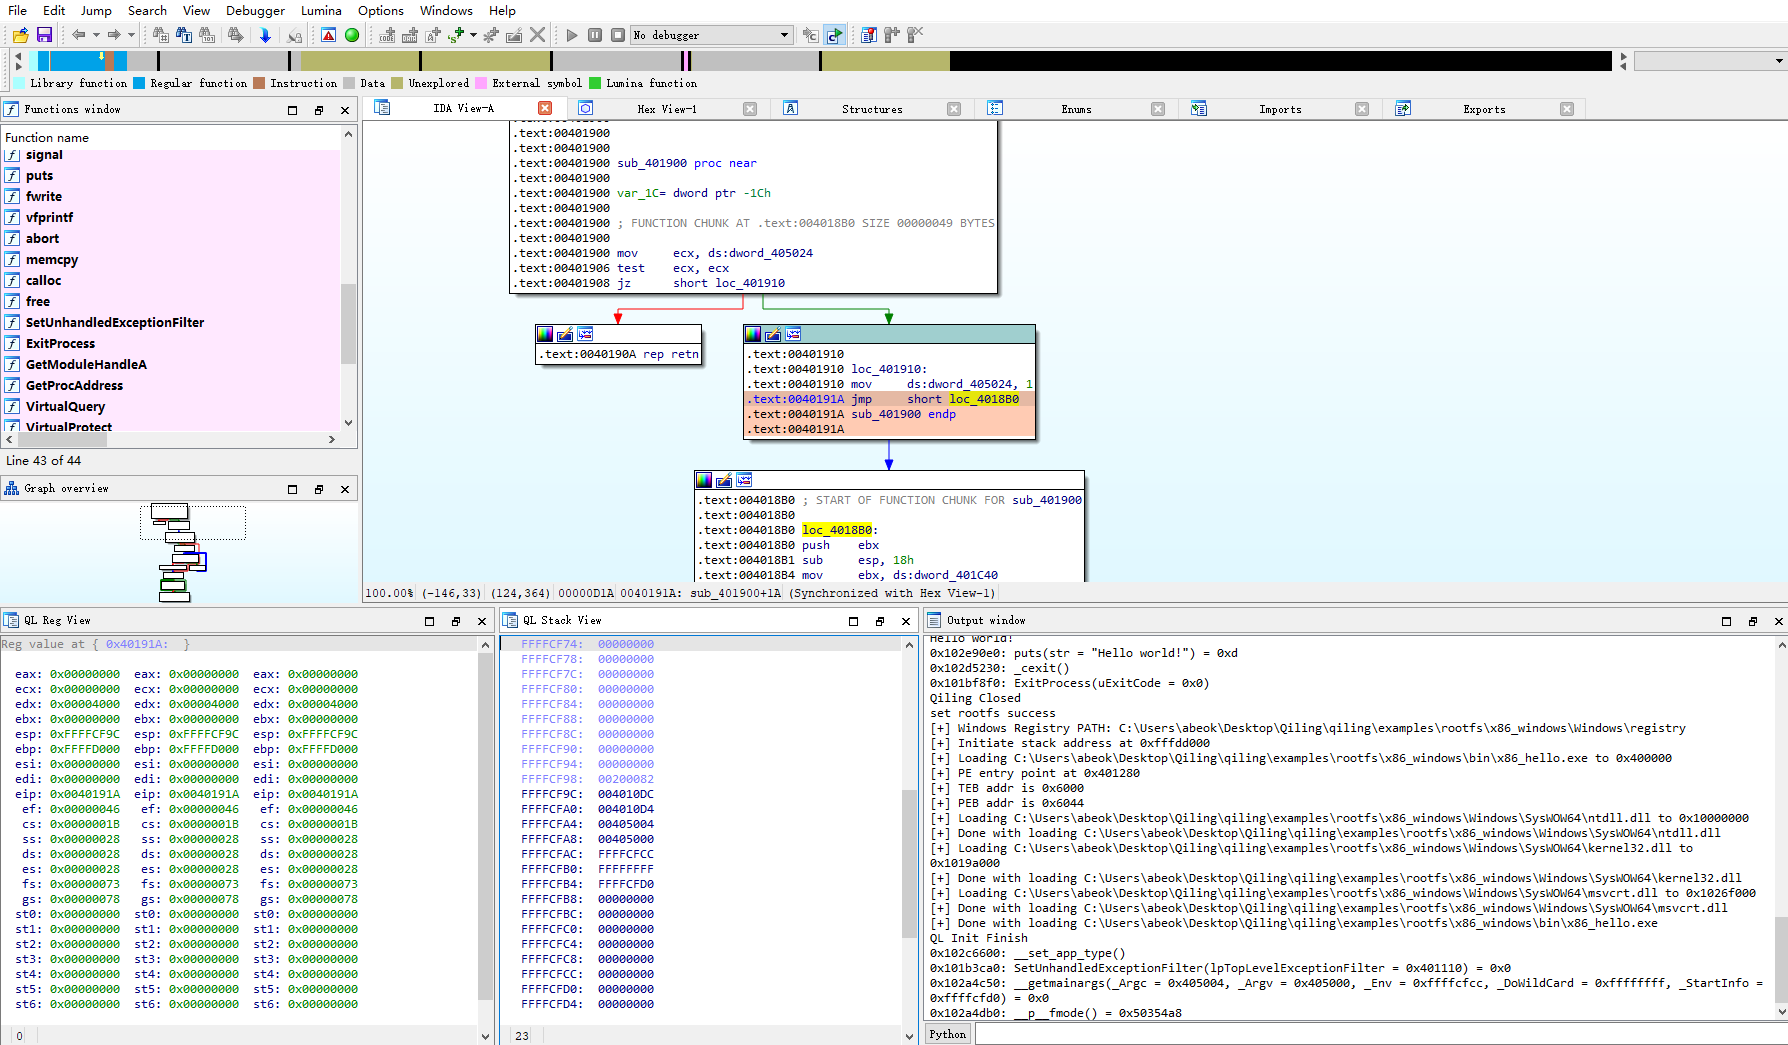 File Edit Jump Search View Debugger Lumina Options Windows Help
No debugger
Library function Regular function Instruction Data Unexplored External symbol Lumina function
Functions window
IDA View-A Hex View-1 Structures Enums Imports Exports
Function name
signal
puts
fwrite
vfprintf
abort
memcpy
calloc
free
SetUnhandledExceptionFilter
ExitProcess
GetModuleHandleA
GetProcAddress
VirtualQuery
VirtualProtect
Line 43 of 44
Graph overview
.text:00401900
.text:00401900
.text:00401900
.text:00401900 sub_401900 proc near
.text:00401900
.text:00401900 var_1C= dword ptr -1Ch
.text:00401900
.text:00401900 ; FUNCTION CHUNK AT .text:004018B0 SIZE 00000049 BYTES
.text:00401900
.text:00401900 mov ecx, ds:dword_405024
.text:00401906 test ecx, ecx
.text:00401908 jz short loc_401910
.text:0040190A rep retn
.text:00401910
.text:00401910 loc_401910:
.text:00401910 mov ds:dword_405024, 1
.text:0040191A jmp short loc_4018B0
.text:0040191A sub_401900 endp
.text:0040191A
.text:004018B0 ; START OF FUNCTION CHUNK FOR sub_401900
.text:004018B0
.text:004018B0 loc_4018B0:
.text:004018B0 push ebx
.text:004018B1 sub esp, 18h
.text:004018B4 mov ebx, ds:dword_401C40
100.00% (-146,33) (124,364) 00000D1A 0040191A: sub_401900+1A (Synchronized with Hex View-1)
QL Reg View
Reg value at { 0x40191A: }
eax: 0x00000000 eax: 0x00000000 eax: 0x00000000
ecx: 0x00000000 ecx: 0x00000000 ecx: 0x00000000
edx: 0x00004000 edx: 0x00004000 edx: 0x00004000
ebx: 0x00000000 ebx: 0x00000000 ebx: 0x00000000
esp: 0xFFFFCF9C esp: 0xFFFFCF9C esp: 0xFFFFCF9C
ebp: 0xFFFFD000 ebp: 0xFFFFD000 ebp: 0xFFFFD000
esi: 0x00000000 esi: 0x00000000 esi: 0x00000000
edi: 0x00000000 edi: 0x00000000 edi: 0x00000000
eip: 0x0040191A eip: 0x0040191A eip: 0x0040191A
ef: 0x00000046 ef: 0x00000046 ef: 0x00000046
cs: 0x0000001B cs: 0x0000001B cs: 0x0000001B
ss: 0x00000028 ss: 0x00000028 ss: 0x00000028
ds: 0x00000028 ds: 0x00000028 ds: 0x00000028
es: 0x00000028 es: 0x00000028 es: 0x00000028
fs: 0x00000073 fs: 0x00000073 fs: 0x00000073
gs: 0x00000078 gs: 0x00000078 gs: 0x00000078
st0: 0x00000000 st0: 0x00000000 st0: 0x00000000
st1: 0x00000000 st1: 0x00000000 st1: 0x00000000
st2: 0x00000000 st2: 0x00000000 st2: 0x00000000
st3: 0x00000000 st3: 0x00000000 st3: 0x00000000
st4: 0x00000000 st4: 0x00000000 st4: 0x00000000
st5: 0x00000000 st5: 0x00000000 st5: 0x00000000
st6: 0x00000000 st6: 0x00000000 st6: 0x00000000
0
QL Stack View
FFFFCF74: 00000000
FFFFCF78: 00000000
FFFFCF7C: 00000000
FFFFCF80: 00000000
FFFFCF84: 00000000
FFFFCF88: 00000000
FFFFCF8C: 00000000
FFFFCF90: 00000000
FFFFCF94: 00000000
FFFFCF98: 00200082
FFFFCF9C: 004010DC
FFFFCFA0: 004010D4
FFFFCFA4: 00405004
FFFFCFA8: 00405000
FFFFCFAC: FFFFCFCC
FFFFCFB0: FFFFFFFF
FFFFCFB4: FFFFCFD0
FFFFCFB8: 00000000
FFFFCFBC: 00000000
FFFFCFC0: 00000000
FFFFCFC4: 00000000
FFFFCFC8: 00000000
FFFFCFCC: 00000000
FFFFCFD0: 00000000
FFFFCFD4: 00000000
23
Output window
Hello world!
0x102e90e0: puts(str = "Hello world!") = 0xd
0x102d5230: _cexit()
0x101bf8f0: ExitProcess(uExitCode = 0x0)
Qiling Closed
set rootfs success
[+] Windows Registry PATH: C:\Users\abeok\Desktop\Qiling\qiling\examples\rootfs\x86_windows\Windows\registry
[+] Initiate stack address at 0xfffdd000
[+] Loading C:\Users\abeok\Desktop\Qiling\qiling\examples\rootfs\x86_windows\bin\x86_hello.exe to 0x400000
[+] PE entry point at 0x401280
[+] TEB addr is 0x6000
[+] PEB addr is 0x6044
[+] Loading C:\Users\abeok\Desktop\Qiling\qiling\examples\rootfs\x86_windows\Windows\SysWOW64\ntdll.dll to 0x10000000
[+] Done with loading C:\Users\abeok\Desktop\Qiling\qiling\examples\rootfs\x86_windows\Windows\SysWOW64\ntdll.dll
[+] Loading C:\Users\abeok\Desktop\Qiling\qiling\examples\rootfs\x86_windows\Windows\SysWOW64\kernel32.dll to
0x1019a000
[+] Done with loading C:\Users\abeok\Desktop\Qiling\qiling\examples\rootfs\x86_windows\Windows\SysWOW64\kernel32.dll
[+] Loading C:\Users\abeok\Desktop\Qiling\qiling\examples\rootfs\x86_windows\Windows\SysWOW64\msvcrt.dll to 0x1026f000
[+] Done with loading C:\Users\abeok\Desktop\Qiling\qiling\examples\rootfs\x86_windows\Windows\SysWOW64\msvcrt.dll
[+] Done with loading C:\Users\abeok\Desktop\Qiling\qiling\examples\rootfs\x86_windows\bin\x86_hello.exe
QL Init Finish
0x102c6600: __set_app_type()
0x101b3ca0: SetUnhandledExceptionFilter(lpTopLevelExceptionFilter = 0x401110) = 0x0
0x102a4c50: __getmainargs(_Argc = 0x405004, _Argv = 0x405000, _Env = 0xffffcfcc, _DoWildCard = 0xffffffff, _StartInfo =
0xffffcfd0) = 0x0
0x102a4db0: __p__fmode() = 0x50354a8
Python